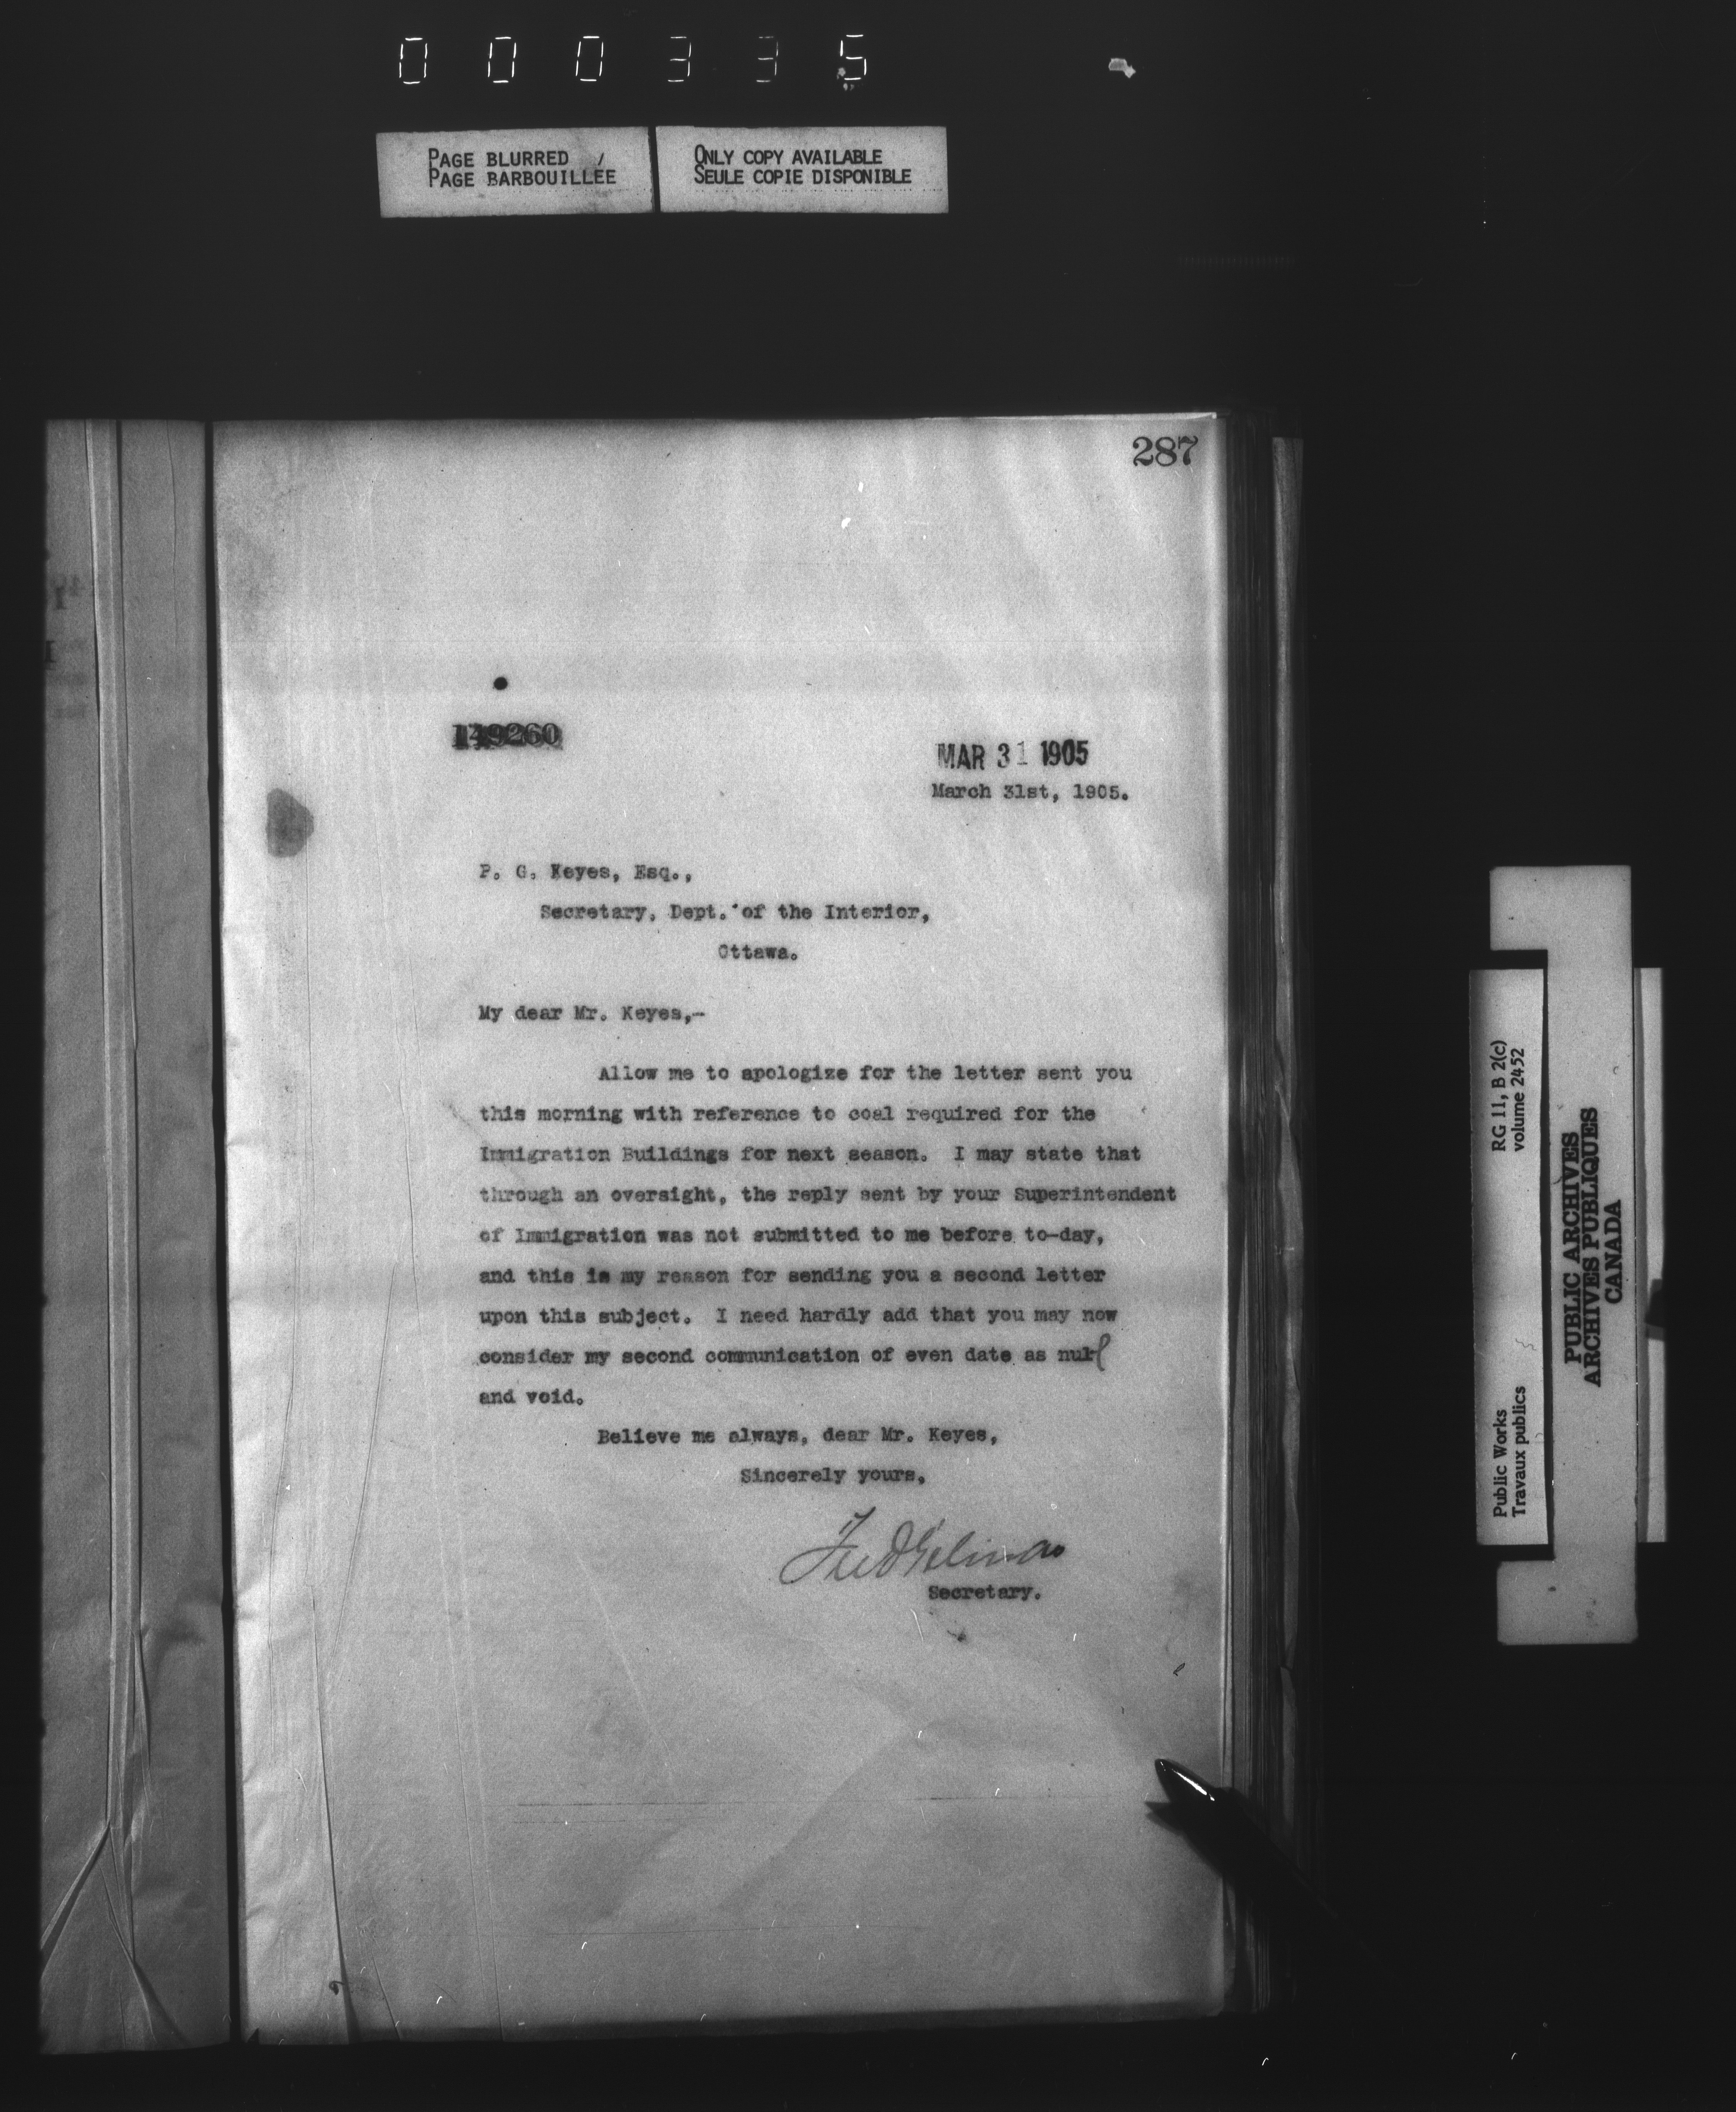 000335
PAGE BLURRED
PAGE BARBOUILLÉE
ONLY COPY AVAILABLE
SEULE COPIE DISPONIBLE
287
149260
MAR 31 1905
March 31st, 1905.
P. G. Keyes, Esq.,
Secretary, Dept. of the Interior,
Ottawa.
My dear Mr. Keyes,-
Allow me to apologize for the letter sent you
this morning with reference to coal required for the
Immigration Buildings for next season. I may state that
through an oversight, the reply sent by your Superintendent
of Immigration was not submitted to me before to-day,
and this is my reason for sending you a second letter
upon this subject. I need hardly add that you may now
consider my second communication of even date as null
and void.
Believe me always, dear Mr. Keyes,
Sincerely yours,
Fred Gelinas
Secretary.
RG 11, B 2(c)
volume 2452
Public Works
Travaux publics
PUBLIC ARCHIVES
ARCHIVES PUBLIQUES
CANADA